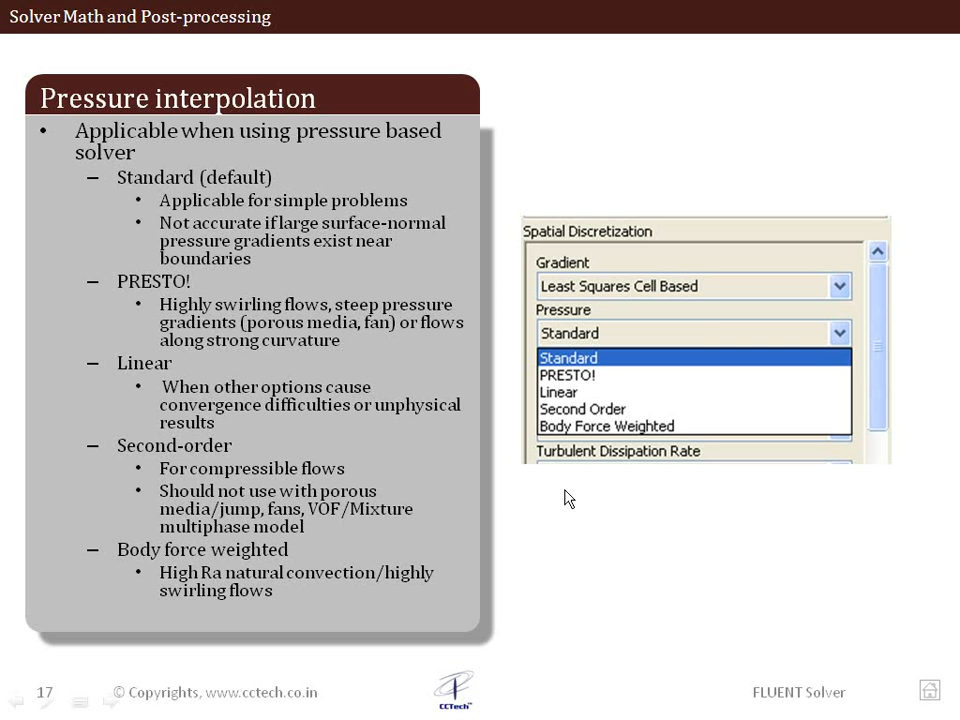 Solver Math and Post-processing
Pressure interpolation
• Applicable when using pressure based
solver
– Standard (default)
• Applicable for simple problems
• Not accurate if large surface-normal
pressure gradients exist near
boundaries
– PRESTO!
• Highly swirling flows, steep pressure
gradients (porous media, fan) or flows
along strong curvature
– Linear
• When other options cause
convergence difficulties or unphysical
results
– Second-order
• For compressible flows
• Should not use with porous
media/jump, fans, VOF/Mixture
multiphase model
– Body force weighted
• High Ra natural convection/highly
swirling flows
Spatial Discretization
Gradient
Least Squares Cell Based
Pressure
Standard
Standard
PRESTO!
Linear
Second Order
Body Force Weighted
Turbulent Dissipation Rate
17
© Copyrights, www.cctech.co.in
CCTech™
FLUENT Solver